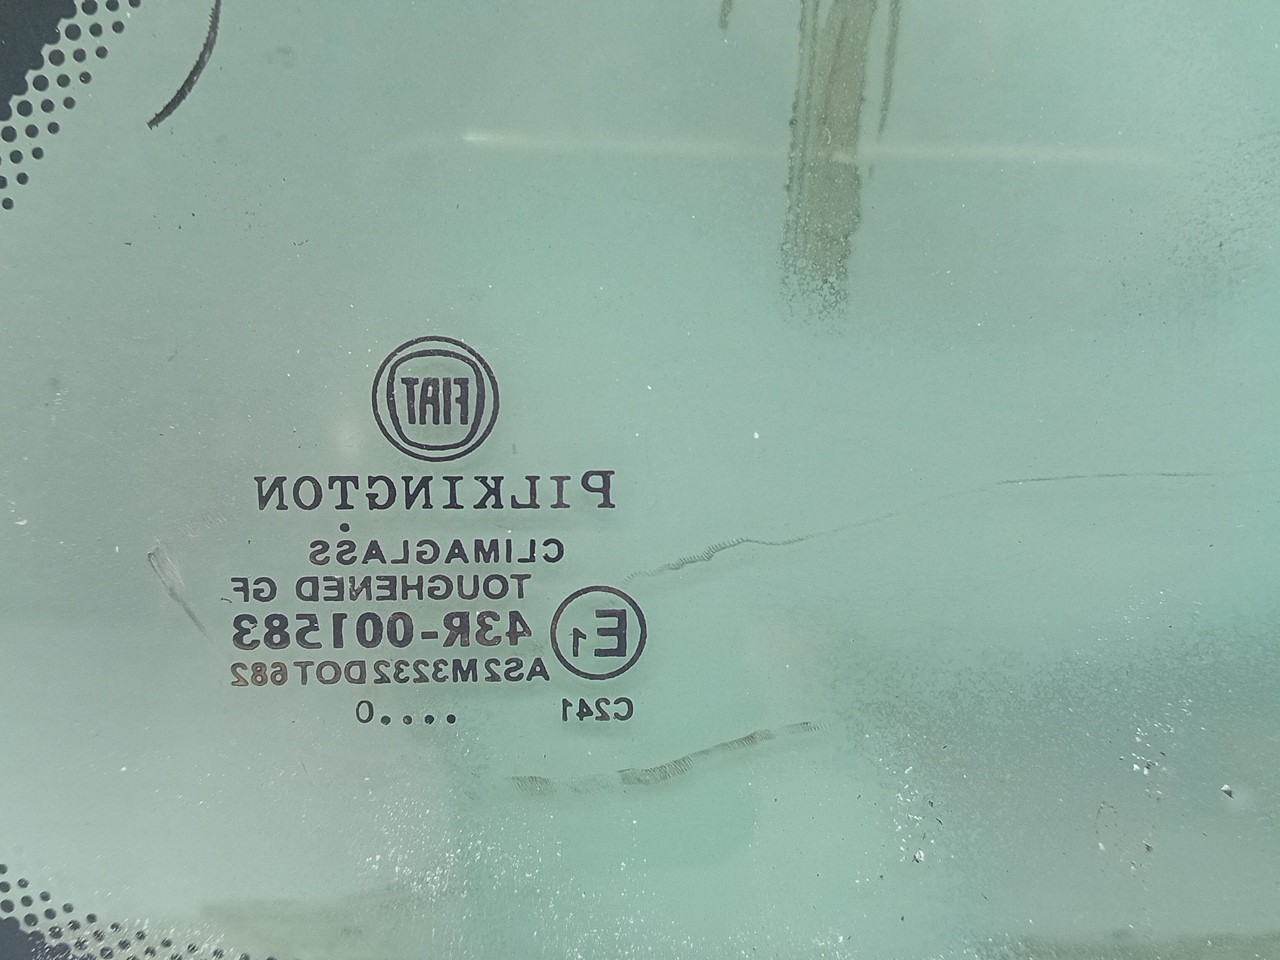 FIAT
PILKINGTON
CLIMAGLASS
TOUGHENED GF
E1 43R-001583
AS2M3232DOT682
C241 ....0